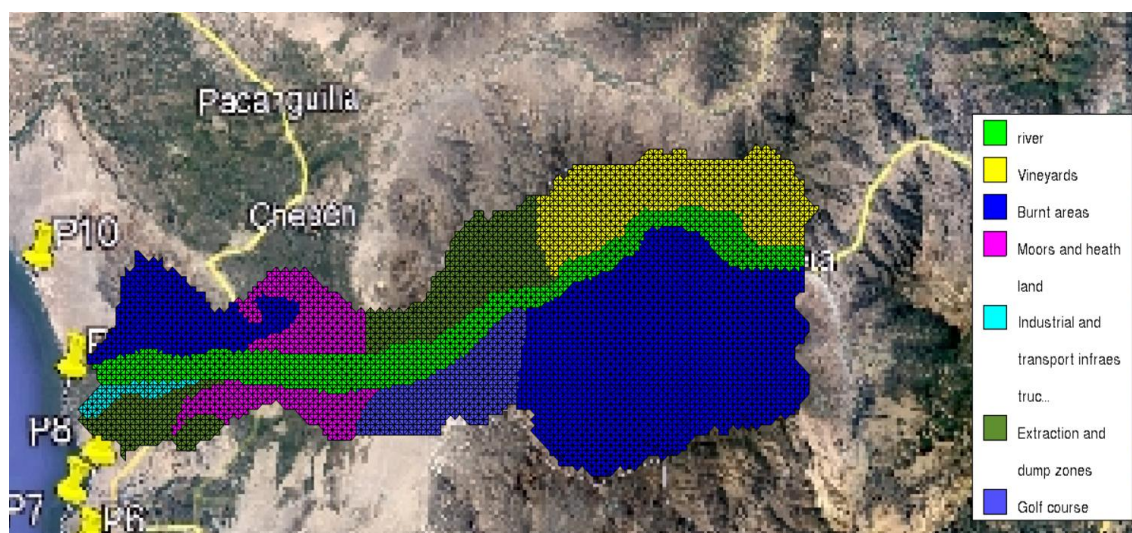 Pacanguilla
Chepén
P10
P8
P7
P6
river
Vineyards
Burnt areas
Moors and heath
land
Industrial and
transport infraes
truc...
Extraction and
dump zones
Golf course